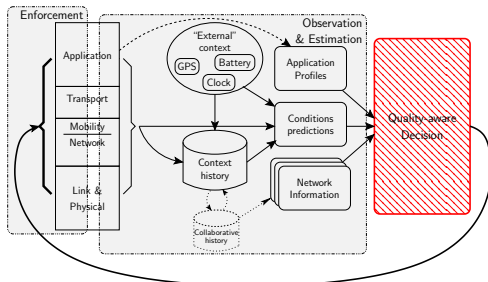 Enforcement
Observation
& Estimation
Application
Transport
Mobility
Network
Link &
Physical
“External”
context
GPS
Battery
Clock
Context
history
Collaborative
history
Application
Profiles
Conditions
predictions
Network
Information
Quality-aware
Decision